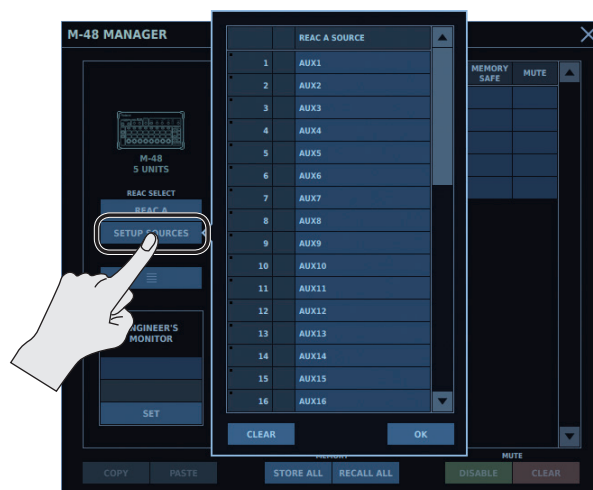 M-48 MANAGER
M-48
5 UNITS
REAC SELECT
REAC A
SETUP SOURCES
ENGINEER'S
MONITOR
SET
REAC A SOURCE
1 AUX1
2 AUX2
3 AUX3
4 AUX4
5 AUX5
6 AUX6
7 AUX7
8 AUX8
9 AUX9
10 AUX10
11 AUX11
12 AUX12
13 AUX13
14 AUX14
15 AUX15
16 AUX16
CLEAR OK
MEMORY
SAFE
MUTE
MEMORY MUTE
COPY PASTE STORE ALL RECALL ALL DISABLE CLEAR